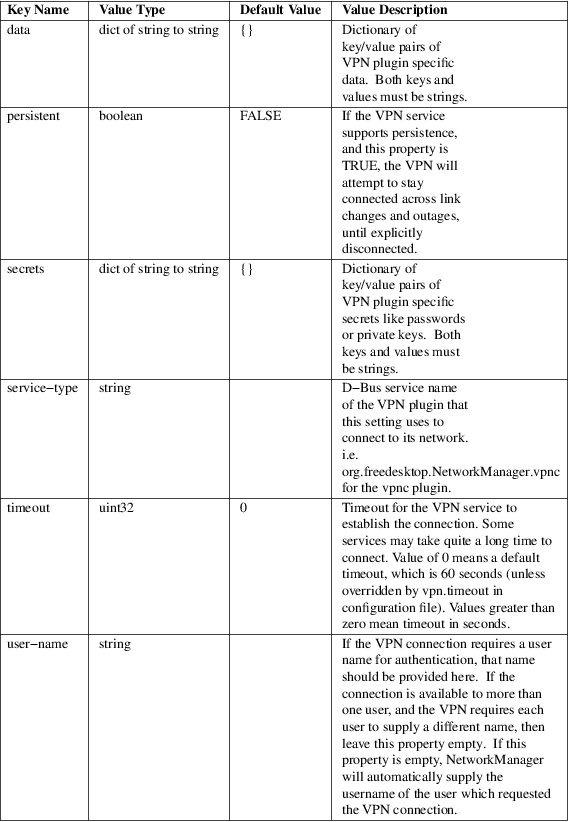 Key Name Value Type Default Value Value Description
data dict of string to string {} Dictionary of
key/value pairs of
VPN plugin specific
data. Both keys and
values must be strings.
persistent boolean FALSE If the VPN service
supports persistence,
and this property is
TRUE, the VPN will
attempt to stay
connected across link
changes and outages,
until explicitly
disconnected.
secrets dict of string to string {} Dictionary of
key/value pairs of
VPN plugin specific
secrets like passwords
or private keys. Both
keys and values must
be strings.
service−type string D−Bus service name
of the VPN plugin that
this setting uses to
connect to its network.
i.e.
org.freedesktop.NetworkManager.vpnc
for the vpnc plugin.
timeout uint32 0 Timeout for the VPN service to
establish the connection. Some
services may take quite a long time to
connect. Value of 0 means a default
timeout, which is 60 seconds (unless
overridden by vpn.timeout in
configuration file). Values greater than
zero mean timeout in seconds.
user−name string If the VPN connection requires a user
name for authentication, that name
should be provided here. If the
connection is available to more than
one user, and the VPN requires each
user to supply a different name, then
leave this property empty. If this
property is empty, NetworkManager
will automatically supply the
username of the user which requested
the VPN connection.